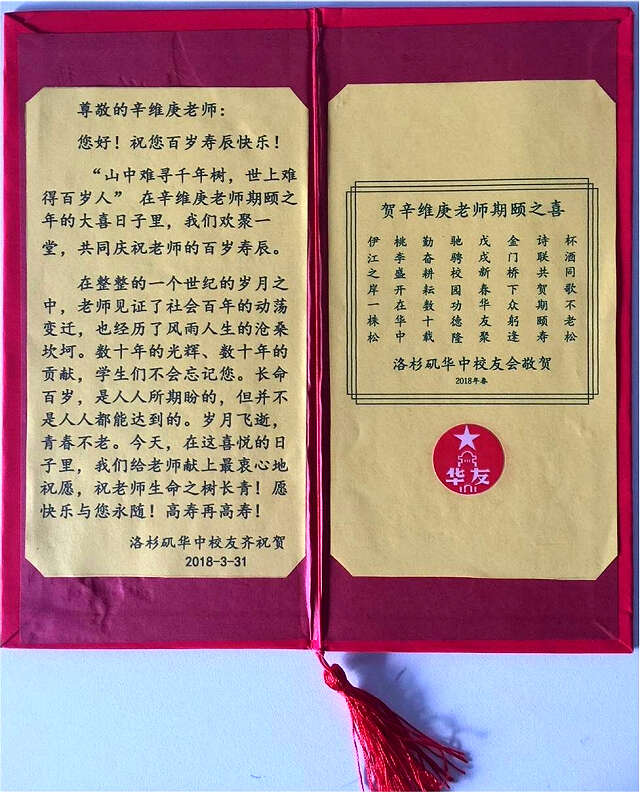 尊敬的辛维庚老师：
您好！祝您百岁寿辰快乐！
“山中难寻千年树，世上难
得百岁人” 在辛维庚老师期颐之
年的大喜日子里，我们欢聚一
堂，共同庆祝老师的百岁寿辰。
在整整的一个世纪的岁月之
中，老师见证了社会百年的动荡
变迁，也经历了风雨人生的沧桑
坎坷。数十年的光辉、数十年的
贡献，学生们不会忘记您。长命
百岁，是人人所期盼的，但并不
是人人都能达到的。岁月飞逝，
青春不老。今天，在这喜悦的日
子里，我们给老师献上最衷心地
祝愿，祝老师生命之树长青！愿
快乐与您永随！高寿再高寿！
洛杉矶华中校友齐祝贺
2018-3-31
贺辛维庚老师期颐之喜
伊江之岸一株松
桃李盛开在华中
勤奋耕耘数十载
驰骋校园功德隆
戊戌新春华友聚
金门桥下众躬逢
诗联共贺期颐寿
杯酒同歌不老松
洛杉矶华中校友会敬贺
2018年春
华友